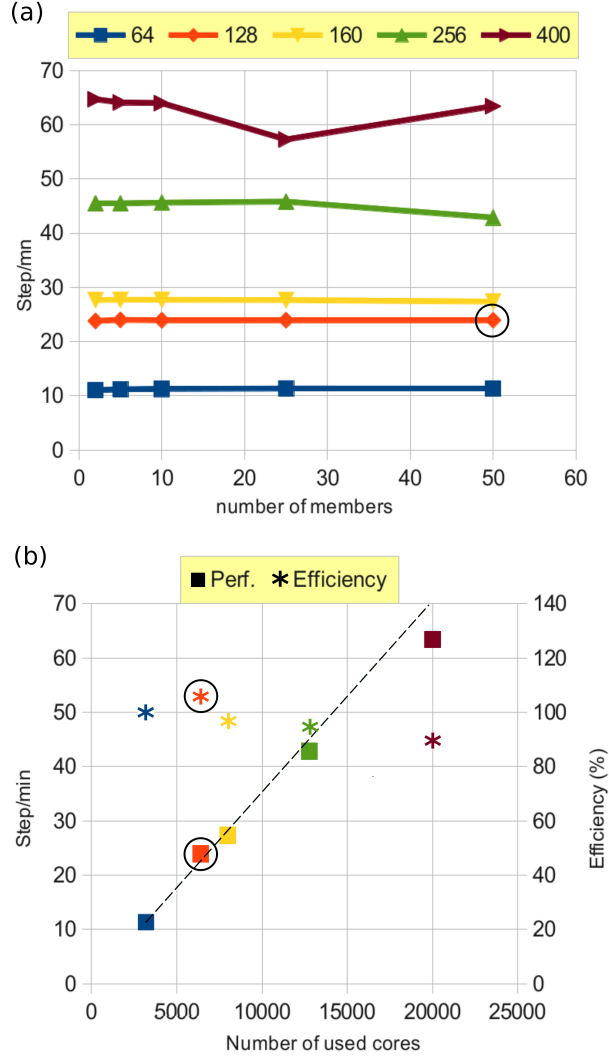 (a)
64 128 160 256 400
70
60
50
40
30
20
10
0
Step/mn
0 10 20 30 40 50 60
number of members
(b)
Perf. Efficiency
70 140
60 120
50 100
40 80
30 60
20 40
10 20
0 0
Step/min
Efficiency (%)
0 5000 10000 15000 20000 25000
Number of used cores